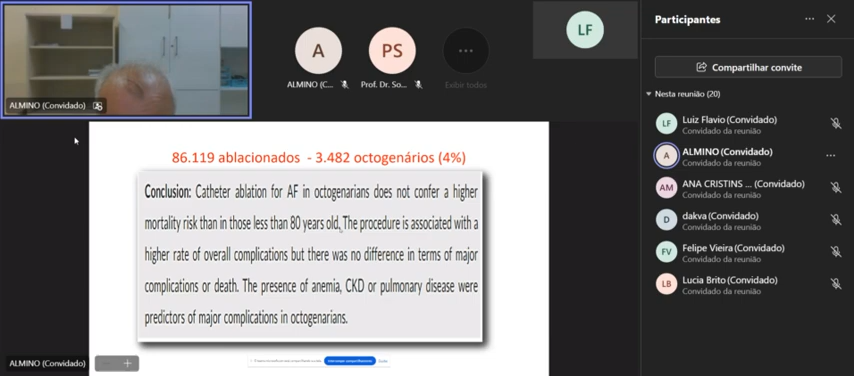 ALMINO (Convidado)
A
ALMINO (C...
PS
Prof. Dr. So...
Exibir todos
LF
86.119 ablacionados - 3.482 octogenários (4%)
Conclusion: Catheter ablation for AF in octogenarians does not confer a higher
mortality risk than in those less than 80 years old. The procedure is associated with a
higher rate of overall complications but there was no difference in terms of major
complications or death. The presence of anemia, CKD or pulmonary disease were
predictors of major complications in octogenarians.
ALMINO (Convidado)
Participantes
Compartilhar convite
Nesta reunião (20)
LF
Luiz Flavio (Convidado)
Convidado da reunião
A
ALMINO (Convidado)
Convidado da reunião
AM
ANA CRISTINS ... (Convidado)
Convidado da reunião
D
dakva (Convidado)
Convidado da reunião
FV
Felipe Vieira (Convidado)
Convidado da reunião
LB
Lucia Brito (Convidado)
Convidado da reunião